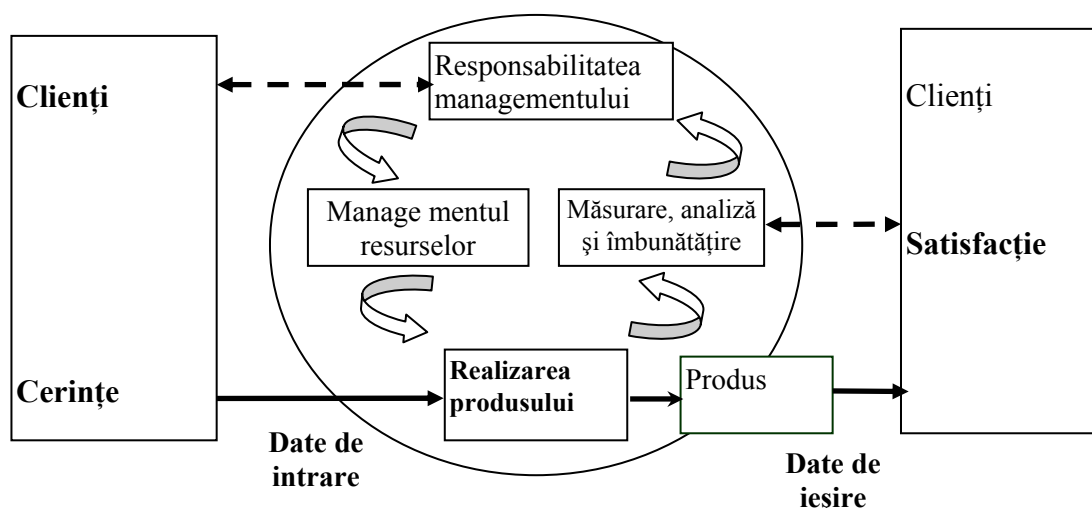 Responsabilitatea
managementului
Clienți
Clienți
Manage mentul
resurselor
Măsurare, analiză
şi îmbunătățire
Satisfacție
Cerințe
Realizarea
produsului
Produs
Date de
intrare
Date de
iesire